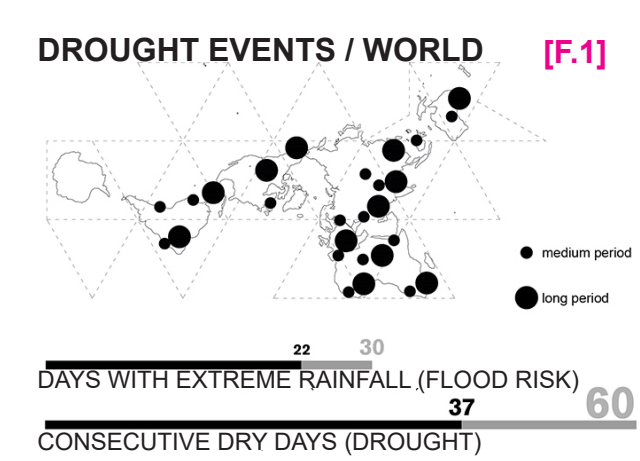 DROUGHT EVENTS / WORLD [F.1]
medium period
long period
22 30
DAYS WITH EXTREME RAINFALL (FLOOD RISK)
37 60
CONSECUTIVE DRY DAYS (DROUGHT)